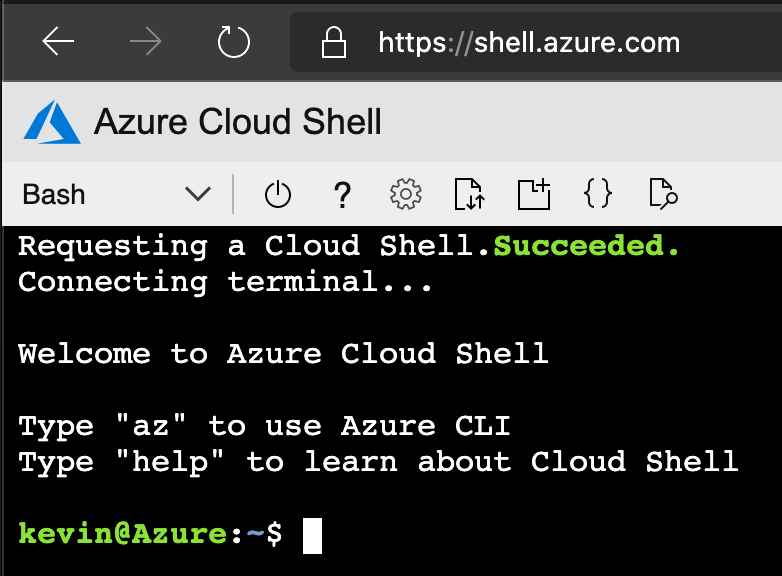 https://shell.azure.com
Azure Cloud Shell
Bash ? { }
Requesting a Cloud Shell.Succeeded.
Connecting terminal...
Welcome to Azure Cloud Shell
Type "az" to use Azure CLI
Type "help" to learn about Cloud Shell
kevin@Azure:~$